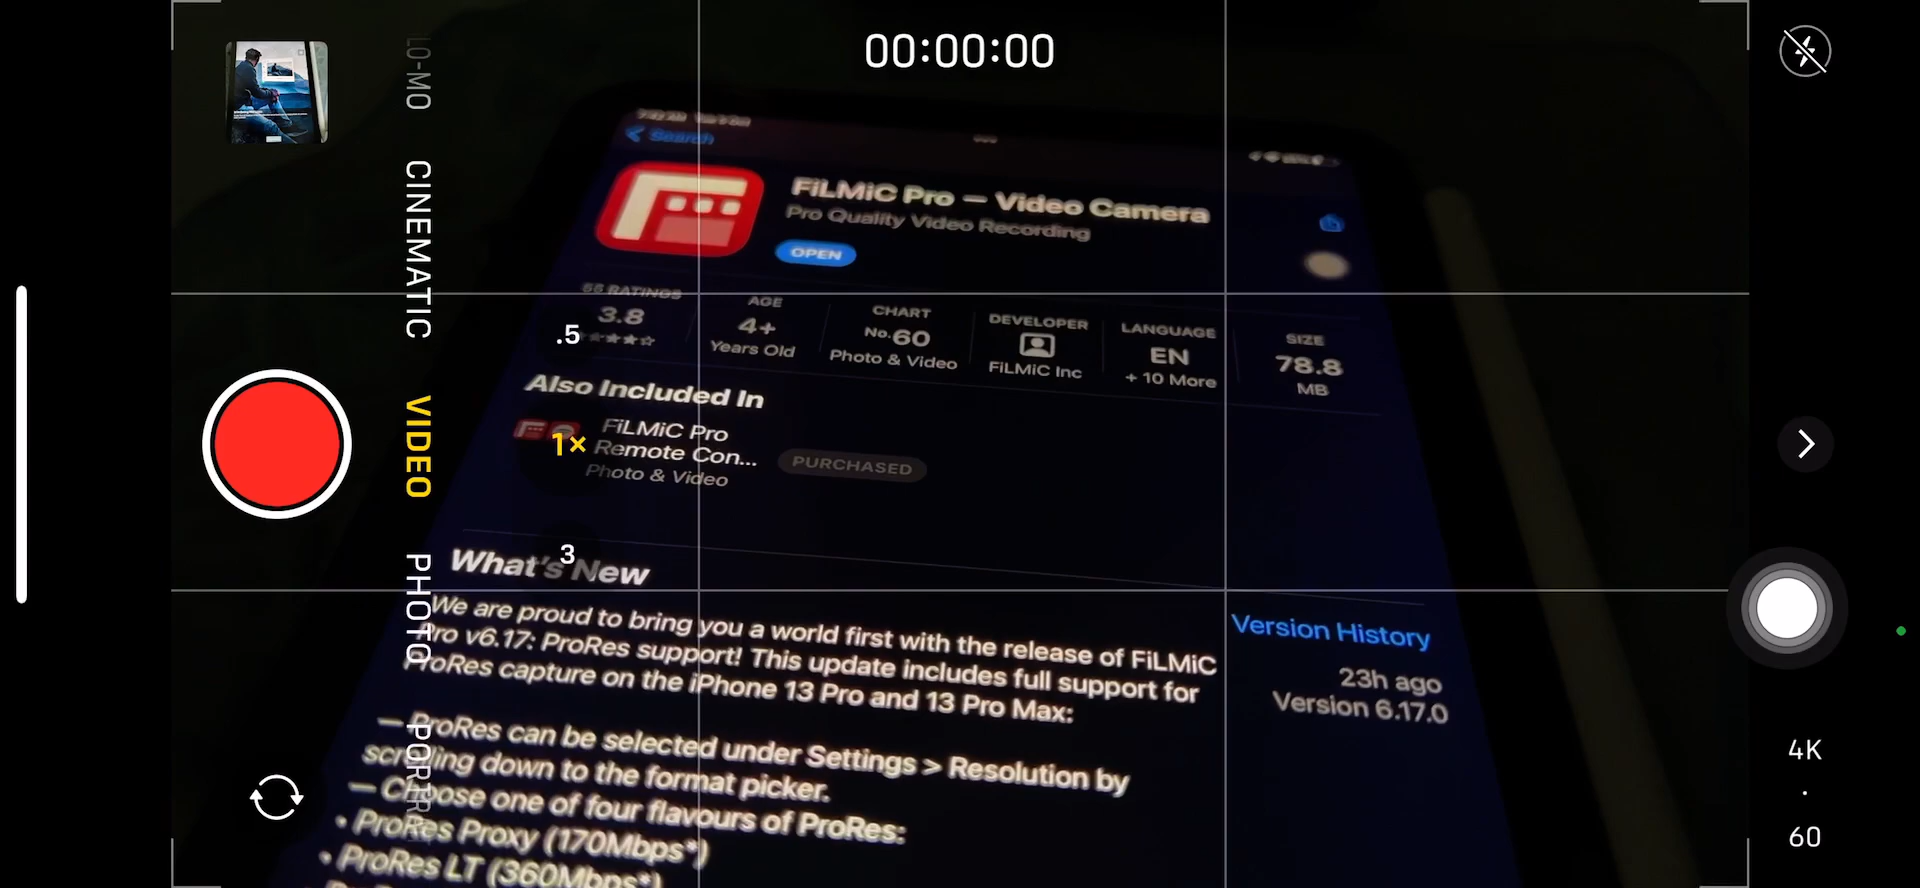 00:00:00
LO-MO
CINEMATIC
VIDEO
PHOTO
PORTR
.5
1×
3
4K
60
Search
FiLMiC Pro — Video Camera
Pro Quality Video Recording
OPEN
55 RATINGS
3.8
AGE
4+
Years Old
CHART
No.60
Photo & Video
DEVELOPER
FiLMiC Inc
LANGUAGE
EN
+ 10 More
SIZE
78.8
MB
Also Included In
FiLMiC Pro
Remote Con...
Photo & Video
PURCHASED
What's New
Version History
We are proud to bring you a world first with the release of FiLMiC
Pro v6.17: ProRes support! This update includes full support for
ProRes capture on the iPhone 13 Pro and 13 Pro Max:
23h ago
Version 6.17.0
— ProRes can be selected under Settings > Resolution by
scrolling down to the format picker.
— Choose one of four flavours of ProRes:
• ProRes Proxy (170Mbps*)
• ProRes LT (360Mbps*)